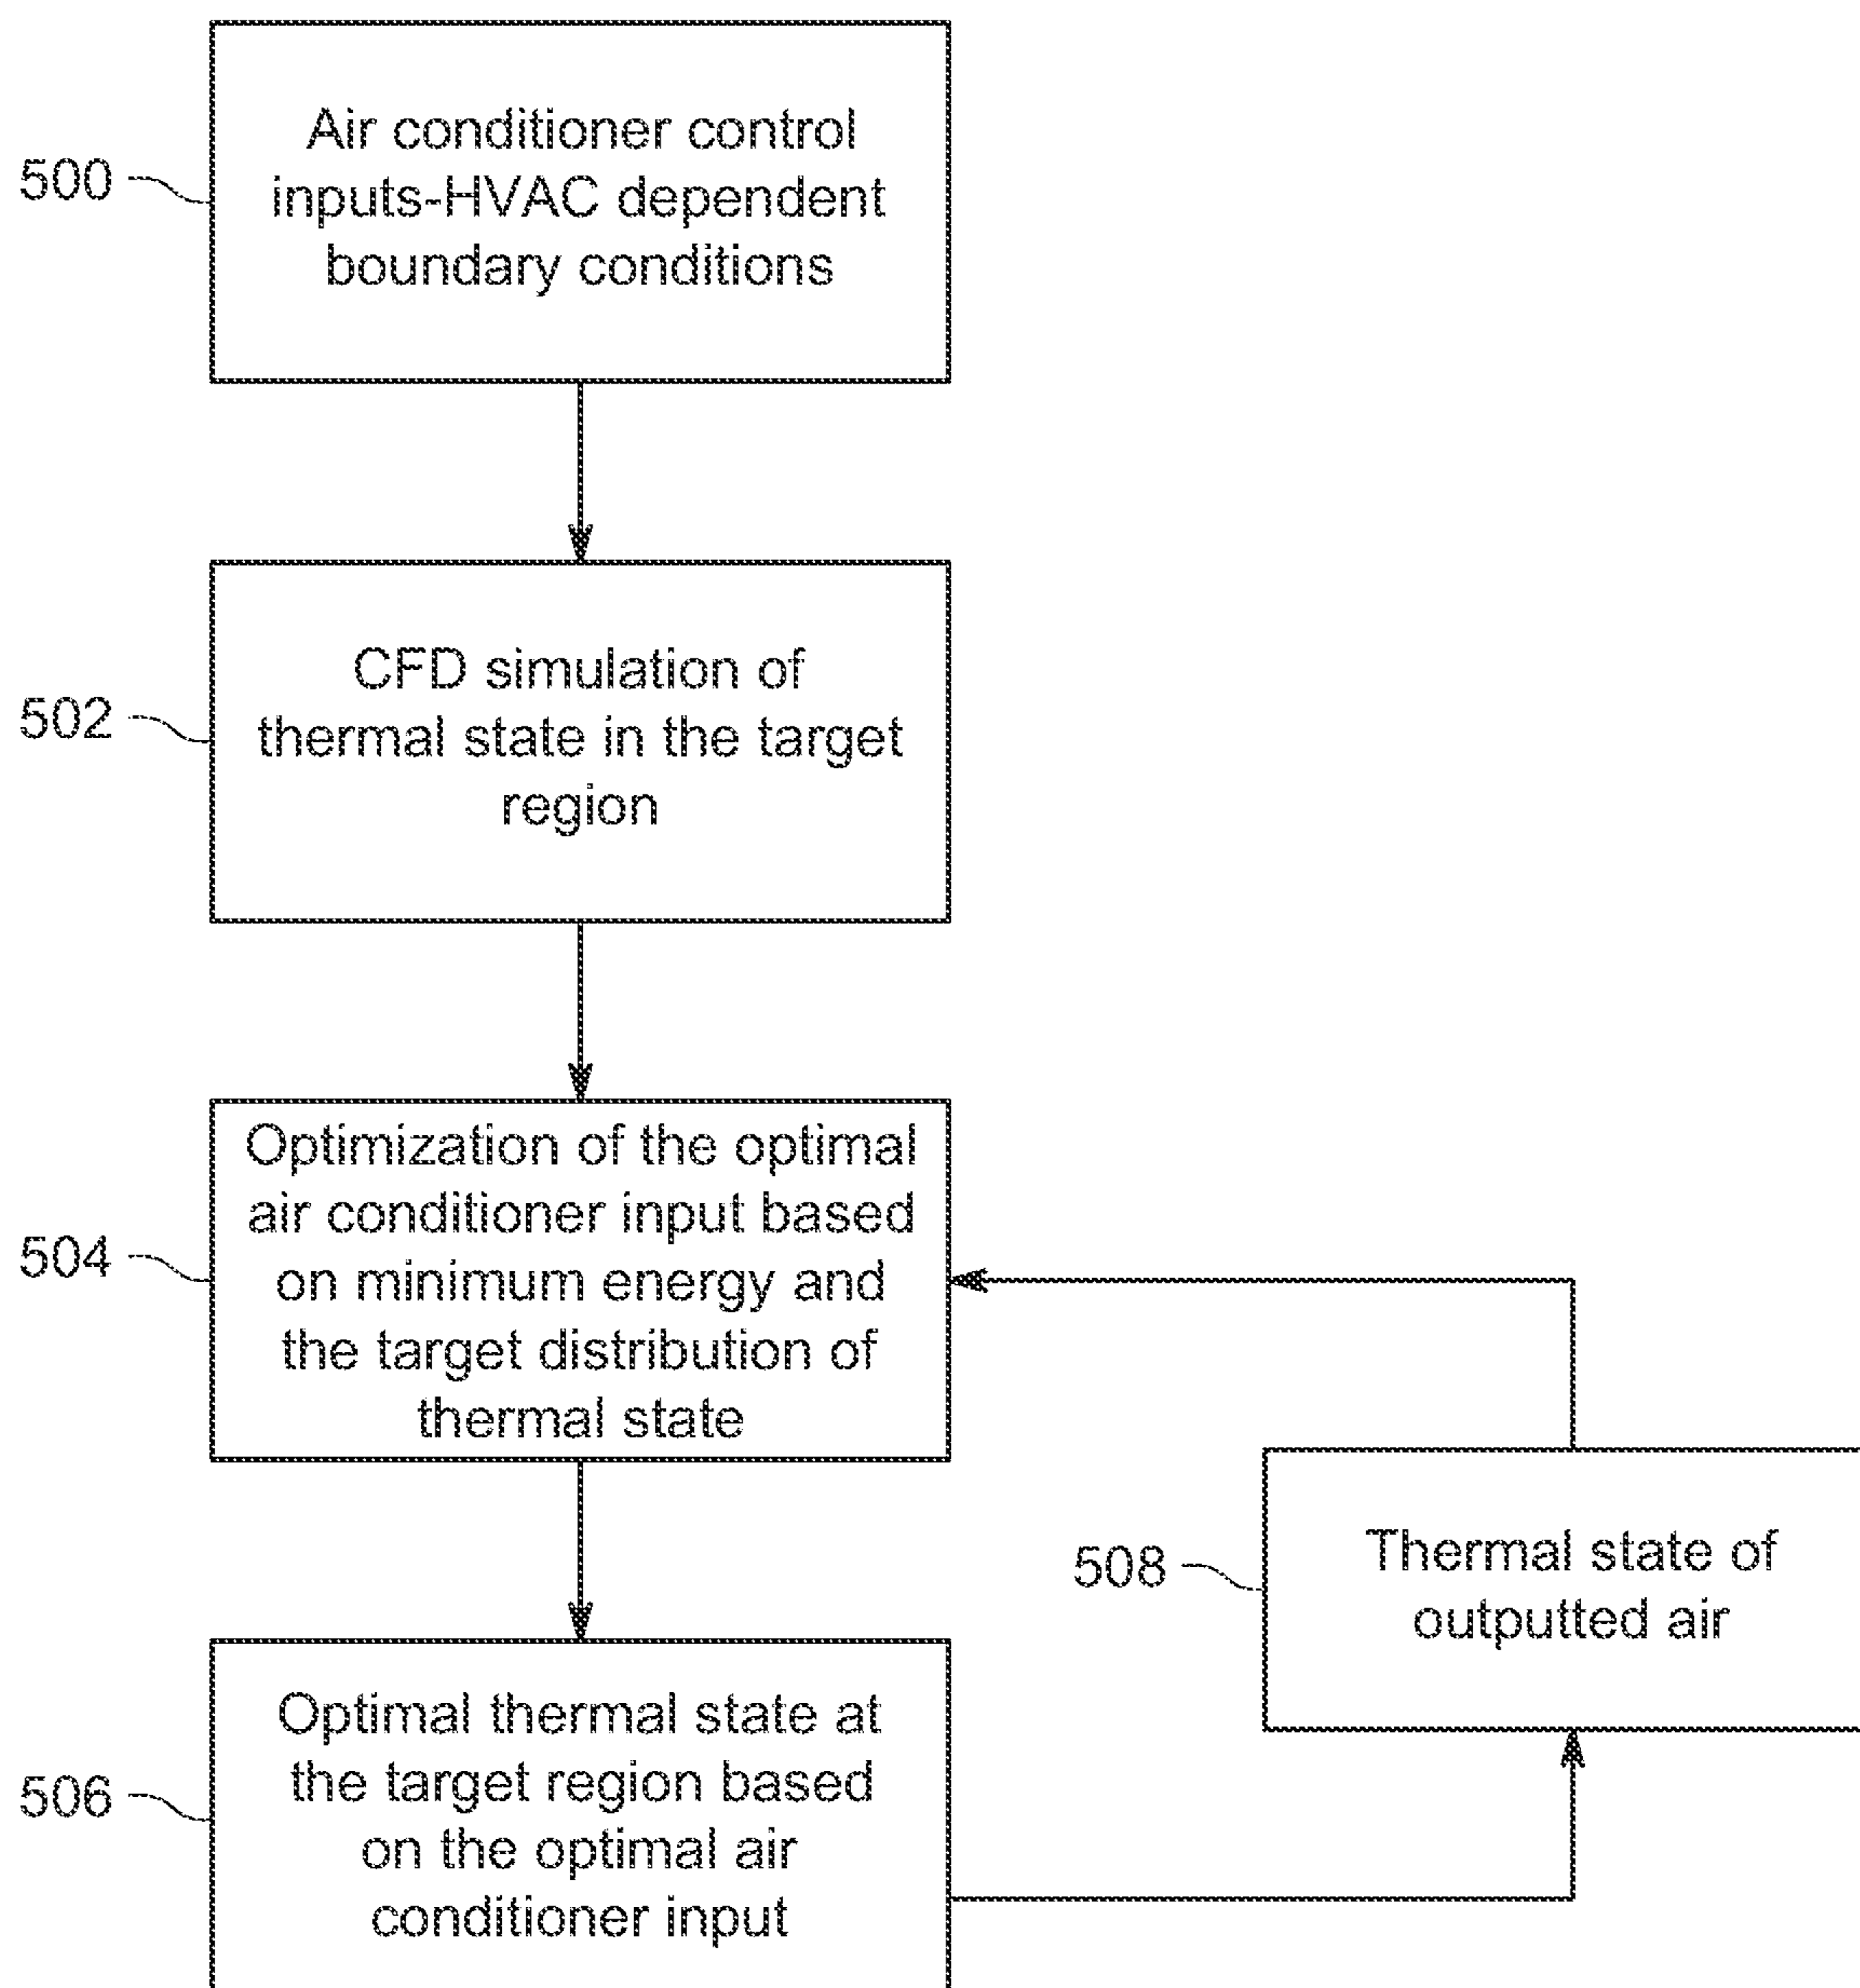 500
Air conditioner control
inputs-HVAC dependent
boundary conditions
502
CFD simulation of
thermal state in the target
region
504
Optimization of the optimal
air conditioner input based
on minimum energy and
the target distribution of
thermal state
506
Optimal thermal state at
the target region based
on the optimal air
conditioner input
508
Thermal state of
outputted air